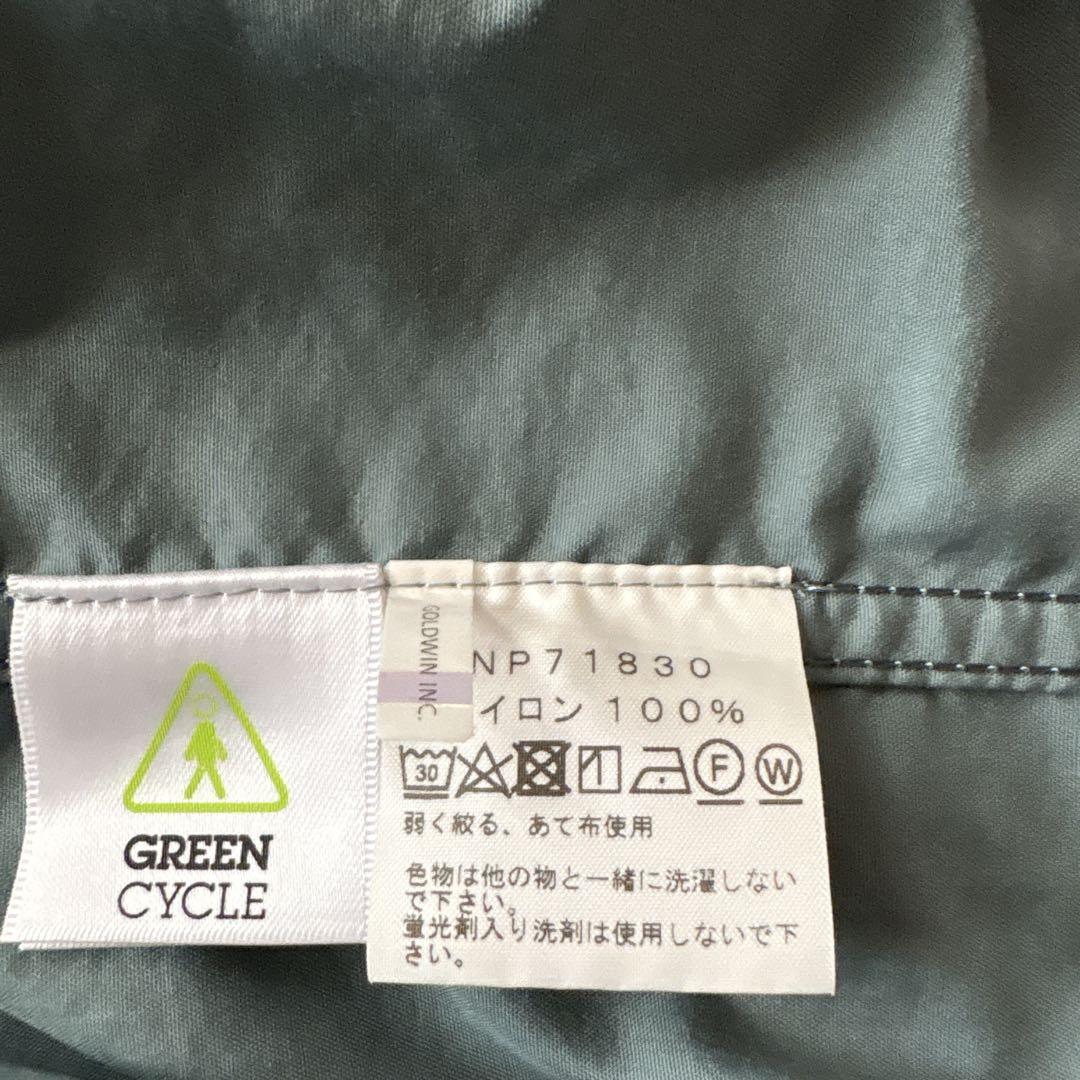 GREEN
CYCLE
GOLDWIN INC.
NP71830
イロン 100%
30
F
W
弱く絞る、あて布使用
色物は他の物と一緒に洗濯しない
で下さい。
蛍光剤入り洗剤は使用しないで下
さい。